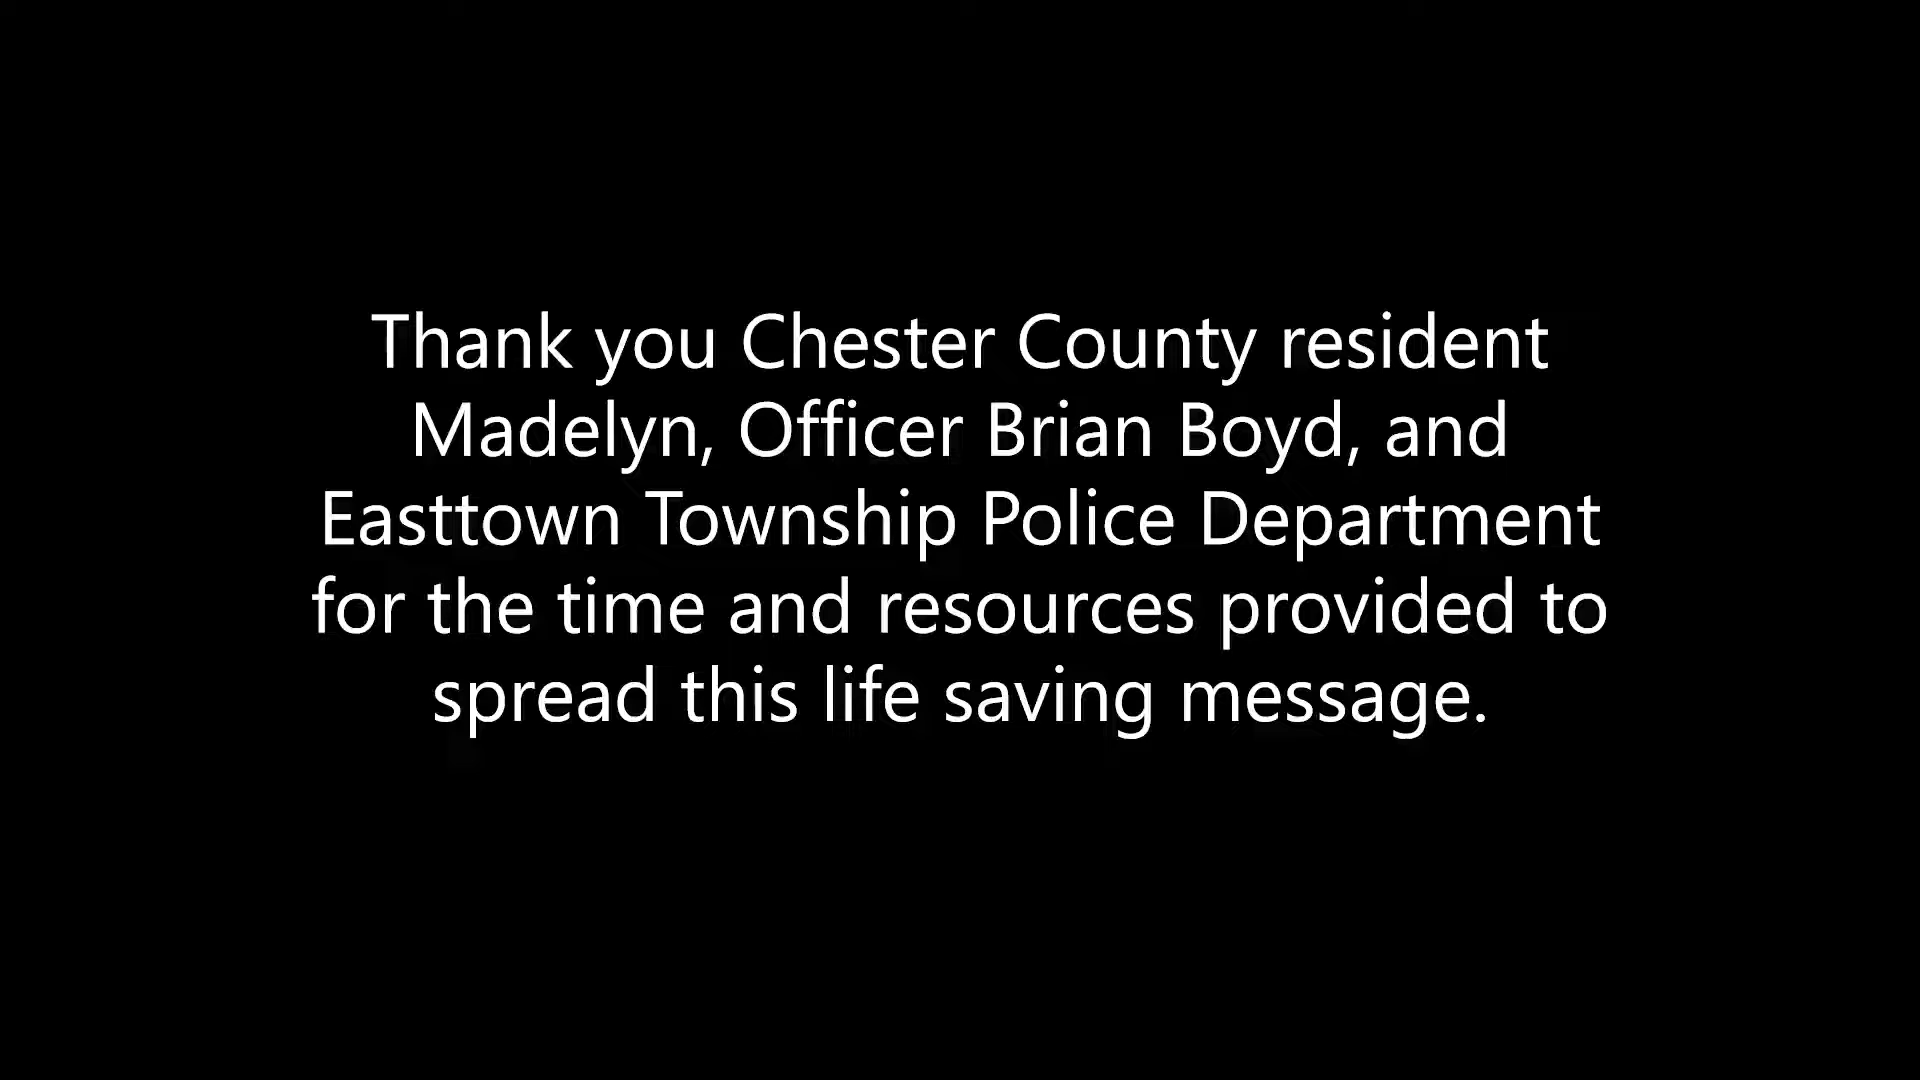 Thank you Chester County resident
Madelyn, Officer Brian Boyd, and
Easttown Township Police Department
for the time and resources provided to
spread this life saving message.